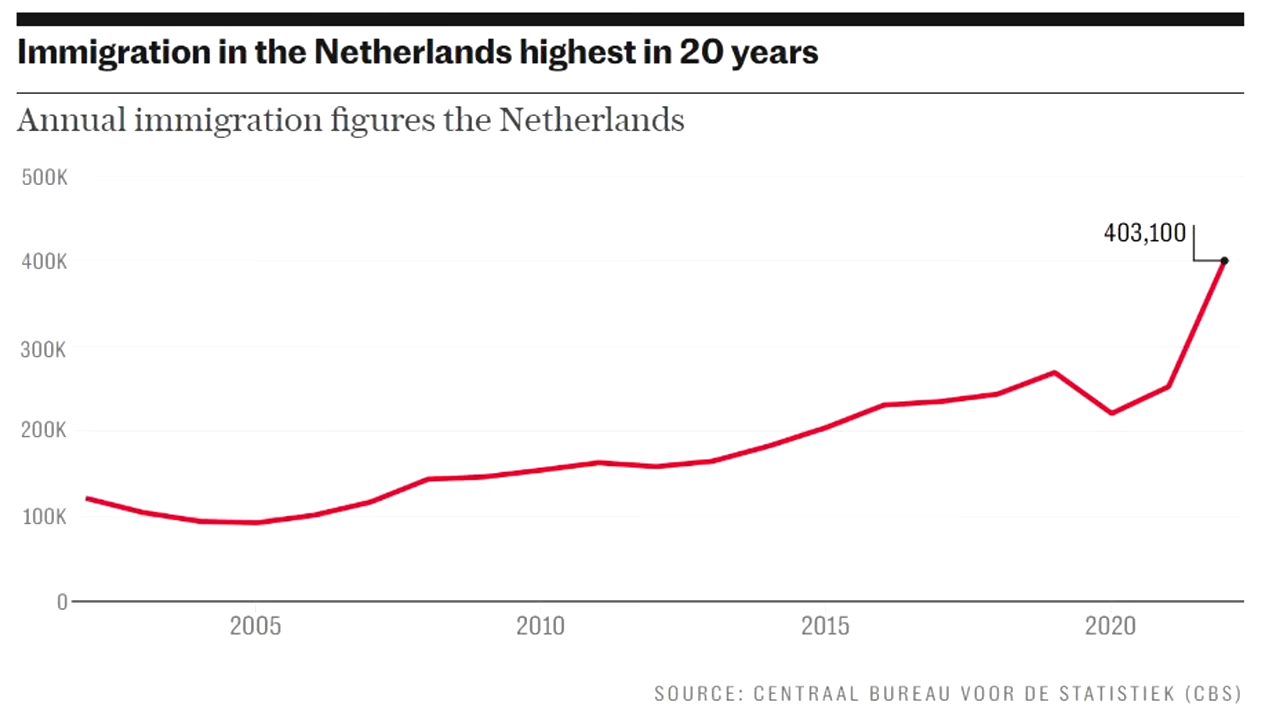 Immigration in the Netherlands highest in 20 years
Annual immigration figures the Netherlands
500K
403,100
400K
300K
200K
100K
0
2005 2010 2015 2020
SOURCE: CENTRAAL BUREAU VOOR DE STATISTIEK (CBS)